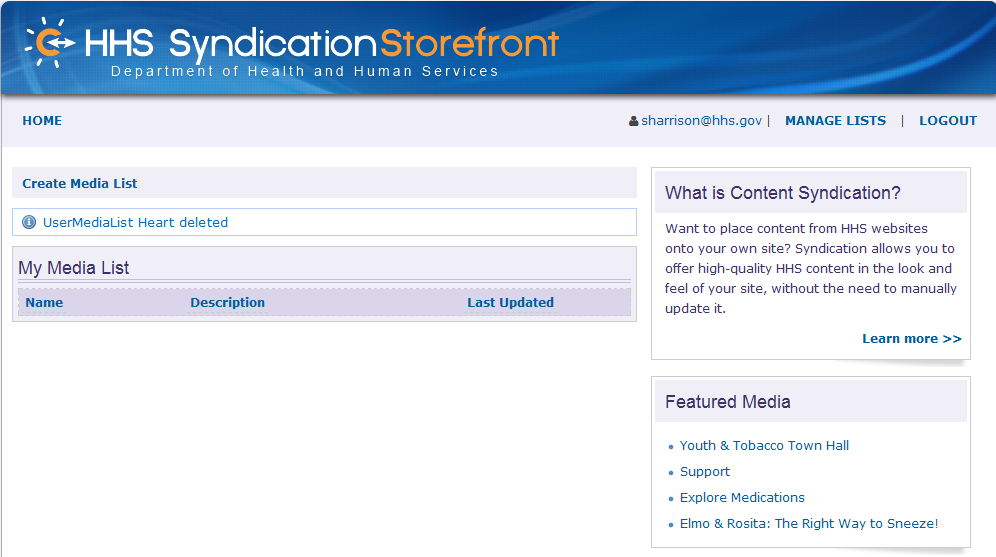 HHS SyndicationStorefront
Department of Health and Human Services
HOME
sharrison@hhs.gov | MANAGE LISTS | LOGOUT
Create Media List
UserMediaList Heart deleted
My Media List
Name Description Last Updated
What is Content Syndication?
Want to place content from HHS websites
onto your own site? Syndication allows you to
offer high-quality HHS content in the look and
feel of your site, without the need to manually
update it.
Learn more >>
Featured Media
Youth & Tobacco Town Hall
Support
Explore Medications
Elmo & Rosita: The Right Way to Sneeze!